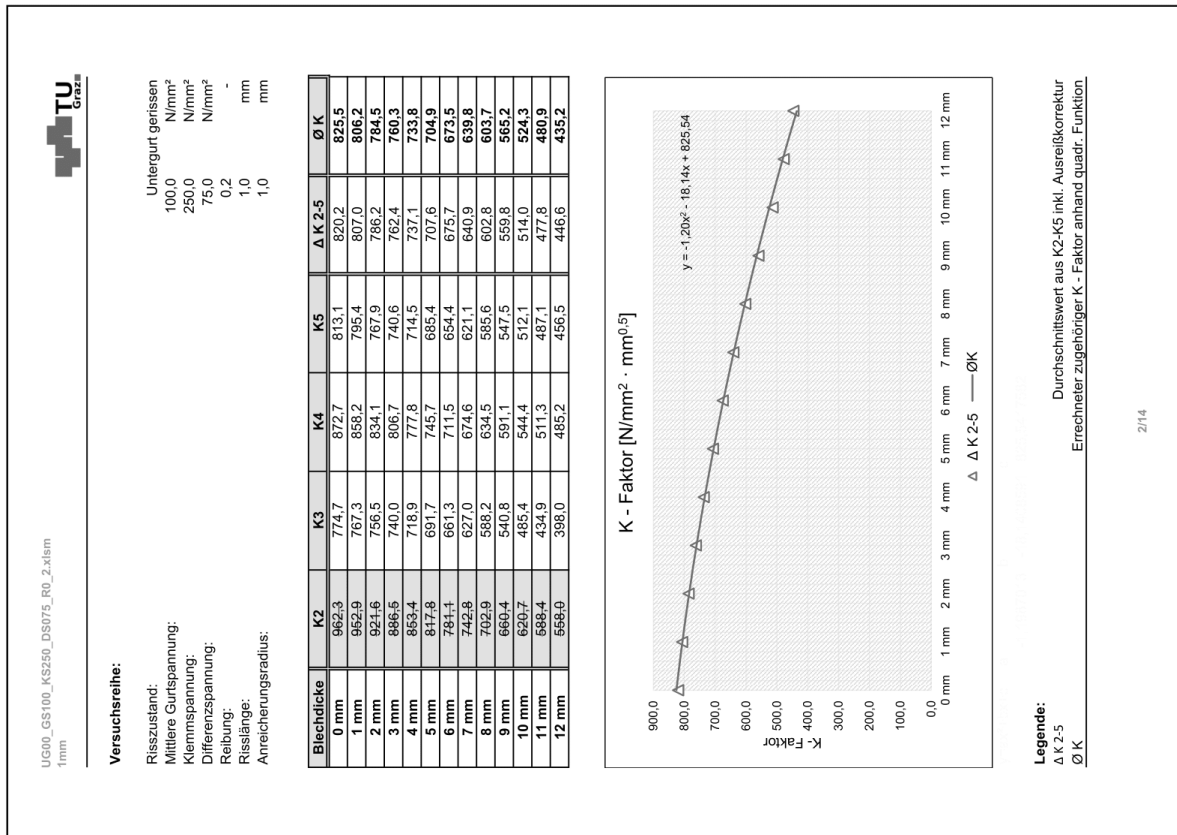 UG00_GS100_KS250_DS075_R0_2.xlsm
1mm
TU
Graz
Versuchsreihe:
Risszustand: Untergurt gerissen
Mittlere Gurtspannung: 100,0 N/mm²
Klemmspannung: 250,0 N/mm²
Differenzspannung: 75,0 N/mm²
Reibung: 0,2 -
Risslänge: 1,0 mm
Anreicherungsradius: 1,0 mm
Blechdicke K2 K3 K4 K5 Δ K 2-5 Ø K
0 mm 962,3 774,7 872,7 813,1 820,2 825,5
1 mm 952,9 767,3 858,2 795,4 807,0 806,2
2 mm 921,6 756,5 834,1 767,9 786,2 784,5
3 mm 886,5 740,0 806,7 740,6 762,4 760,3
4 mm 853,4 718,9 777,8 714,5 737,1 733,8
5 mm 817,8 691,7 745,7 685,4 707,6 704,9
6 mm 781,1 661,3 711,5 654,4 675,7 673,5
7 mm 742,8 627,0 674,6 621,1 640,9 639,8
8 mm 702,9 588,2 634,5 585,6 602,8 603,7
9 mm 660,4 540,8 591,1 547,5 559,8 565,2
10 mm 620,7 485,4 544,4 512,1 514,0 524,3
11 mm 588,4 434,9 511,3 487,1 477,8 480,9
12 mm 558,0 398,0 485,2 456,5 446,6 435,2
K - Faktor [N/mm² · mm⁰·⁵]
y = -1,20x² - 18,14x + 825,54
K- Faktor
900,0
800,0
700,0
600,0
500,0
400,0
300,0
200,0
100,0
0,0
0 mm 1 mm 2 mm 3 mm 4 mm 5 mm 6 mm 7 mm 8 mm 9 mm 10 mm 11 mm 12 mm
Δ K 2-5 ØK
Legende:
Δ K 2-5 Durchschnittswert aus K2-K5 inkl. Ausreißkorrektur
Ø K Errechneter zugehöriger K - Faktor anhand quadr. Funktion
2/14